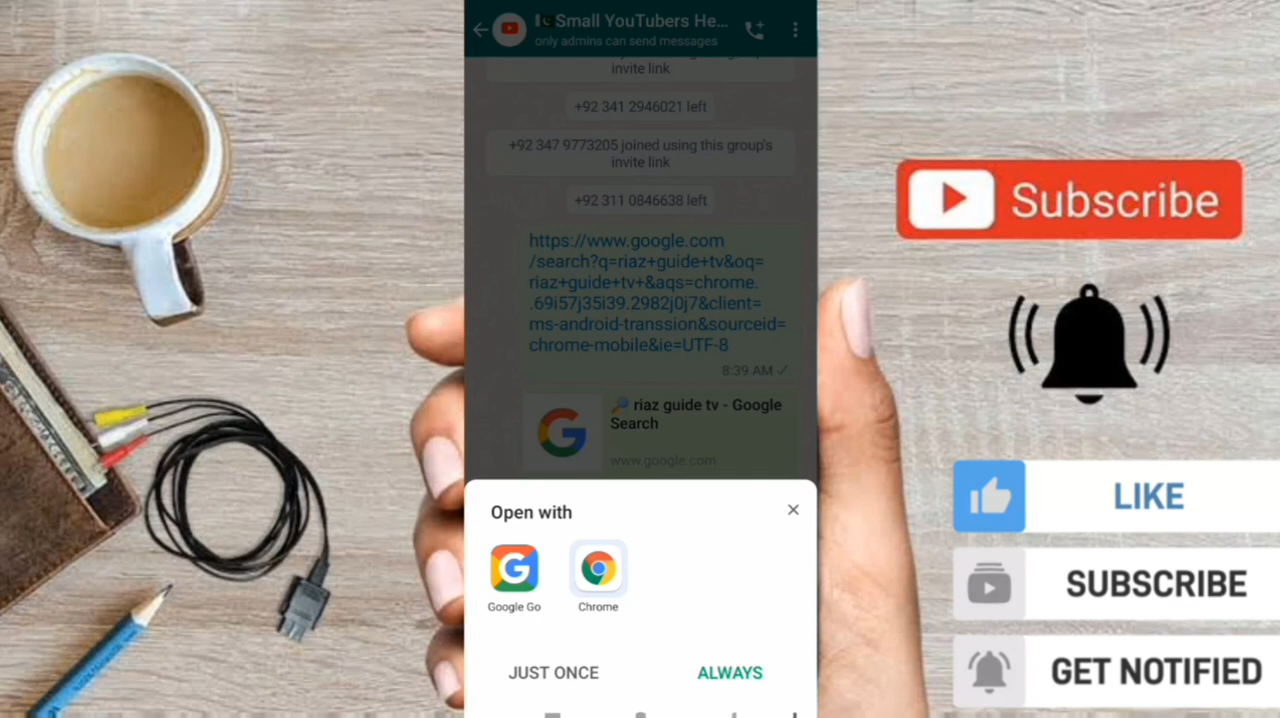 Small YouTubers He...
only admins can send messages
invite link
+92 341 2946021 left
+92 347 9773205 joined using this group's
invite link
+92 311 0846638 left
https://www.google.com
/search?q=riaz+guide+tv&oq=
riaz+guide+tv+&aqs=chrome.
.69i57j35i39.2982j0j7&client=
ms-android-transsion&sourceid=
chrome-mobile&ie=UTF-8
8:39 AM
🔎 riaz guide tv - Google
Search
www.google.com
Open with
Google Go
Chrome
JUST ONCE
ALWAYS
Subscribe
LIKE
SUBSCRIBE
GET NOTIFIED